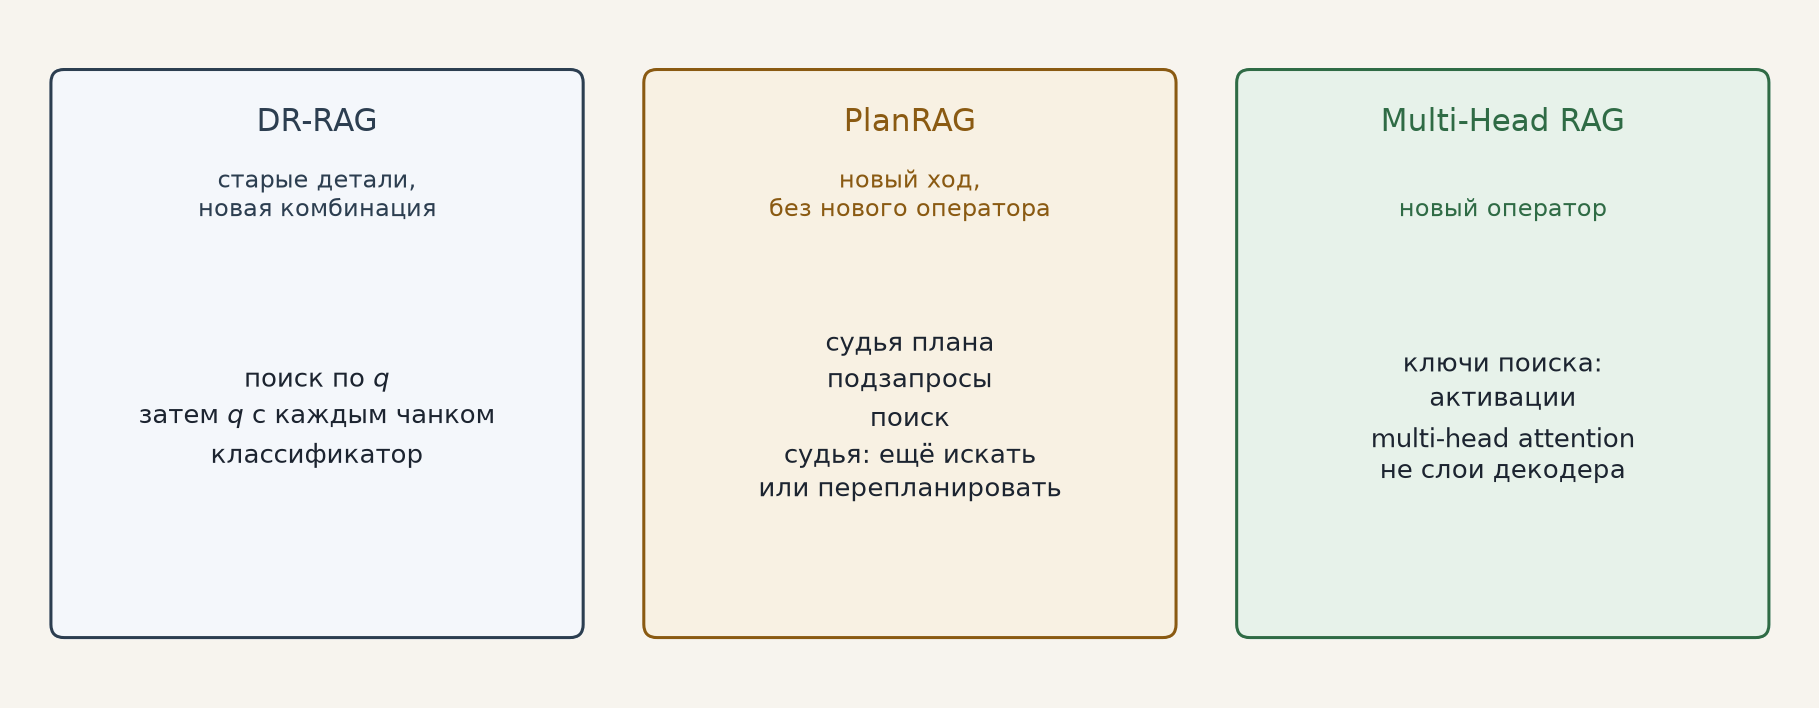 DR-RAG
старые детали,
новая комбинация
поиск по q
затем q с каждым чанком
классификатор
PlanRAG
новый ход,
без нового оператора
судья плана
подзапросы
поиск
судья: ещё искать
или перепланировать
Multi-Head RAG
новый оператор
ключи поиска:
активации
multi-head attention
не слои декодера